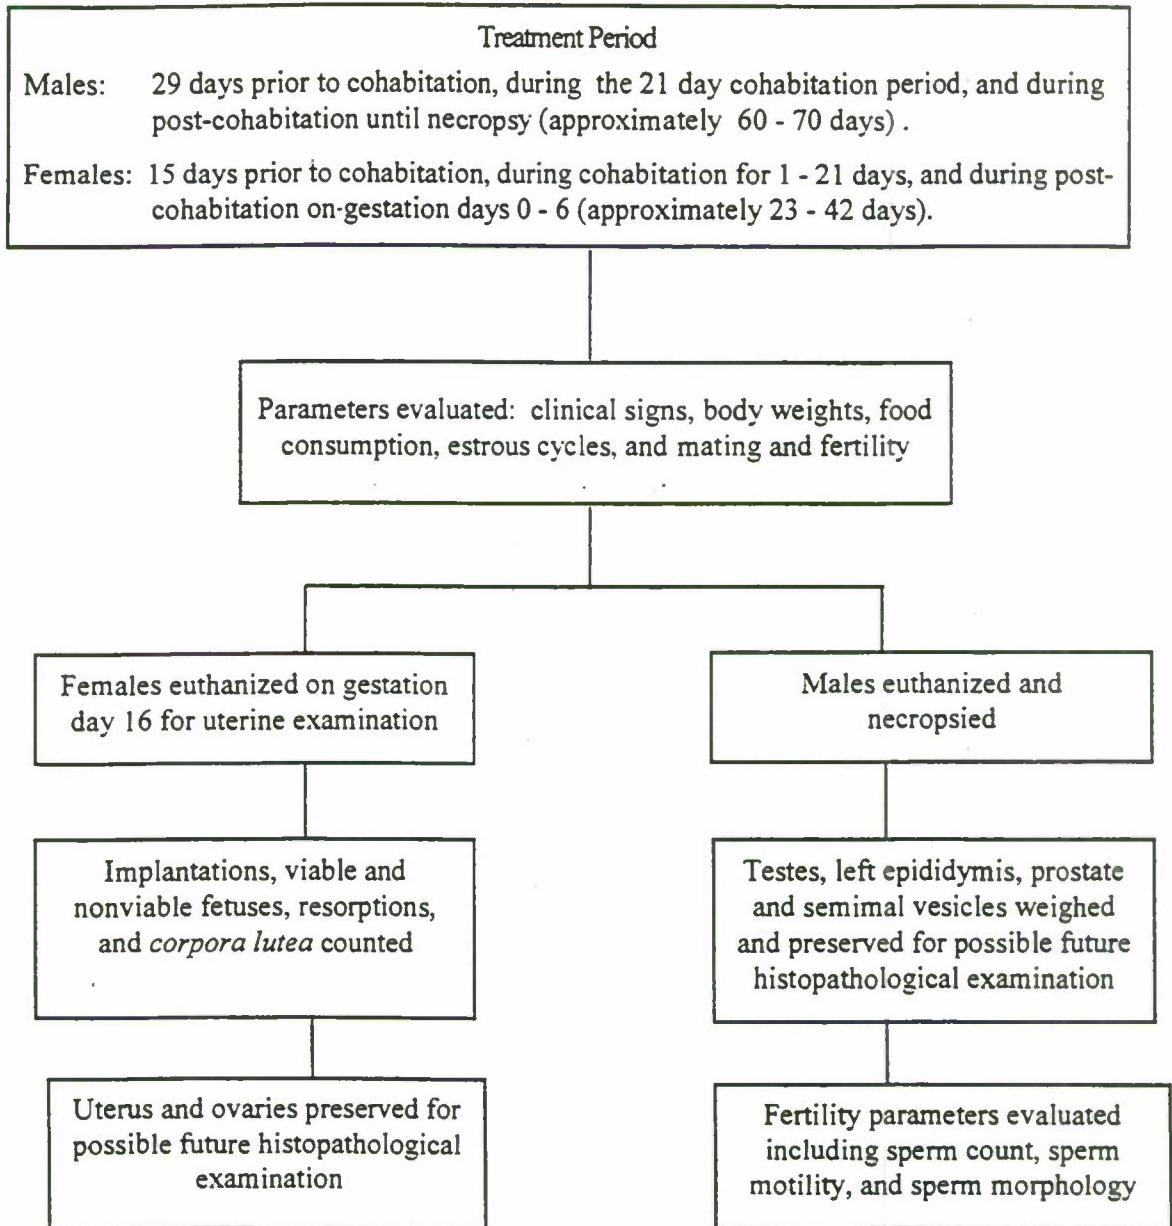 Treatment Period
Males: 29 days prior to cohabitation, during the 21 day cohabitation period, and during
post-cohabitation until necropsy (approximately 60 - 70 days) .
Females: 15 days prior to cohabitation, during cohabitation for 1 - 21 days, and during post-
cohabitation on-gestation days 0 - 6 (approximately 23 - 42 days).
Parameters evaluated: clinical signs, body weights, food
consumption, estrous cycles, and mating and fertility
Females euthanized on gestation
day 16 for uterine examination
Males euthanized and
necropsied
Implantations, viable and
nonviable fetuses, resorptions,
and corpora lutea counted
Testes, left epididymis, prostate
and semimal vesicles weighed
and preserved for possible future
histopathological examination
Uterus and ovaries preserved for
possible future histopathological
examination
Fertility parameters evaluated
including sperm count, sperm
motility, and sperm morphology